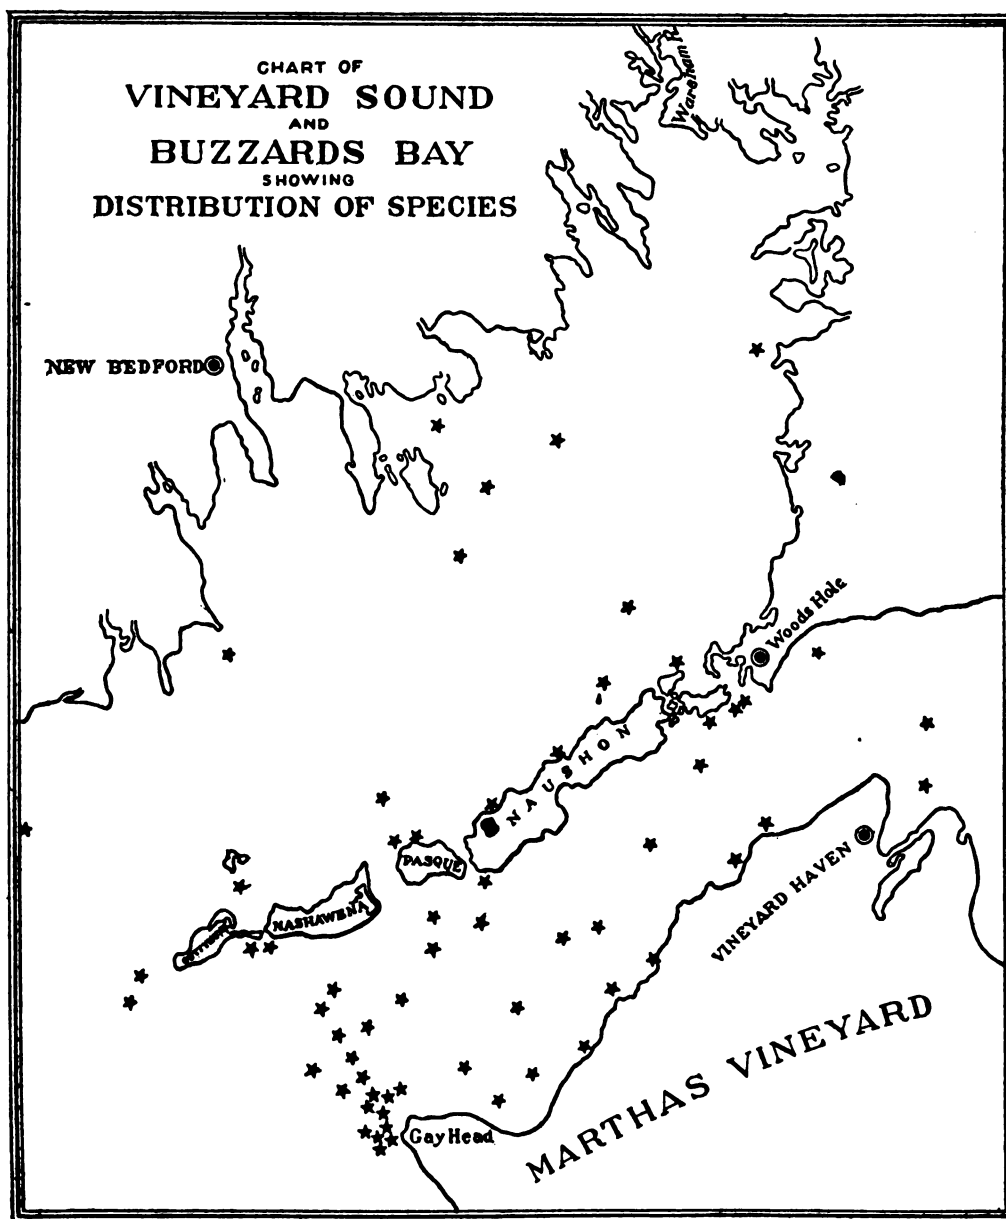 CHART OF
VINEYARD SOUND
AND
BUZZARDS BAY
SHOWING
DISTRIBUTION OF SPECIES
Wareham R.
NEW BEDFORD
Woods Hole
NAUSHON
PASQUE
NASHAWENA
VINEYARD HAVEN
MARTHAS VINEYARD
Gay Head